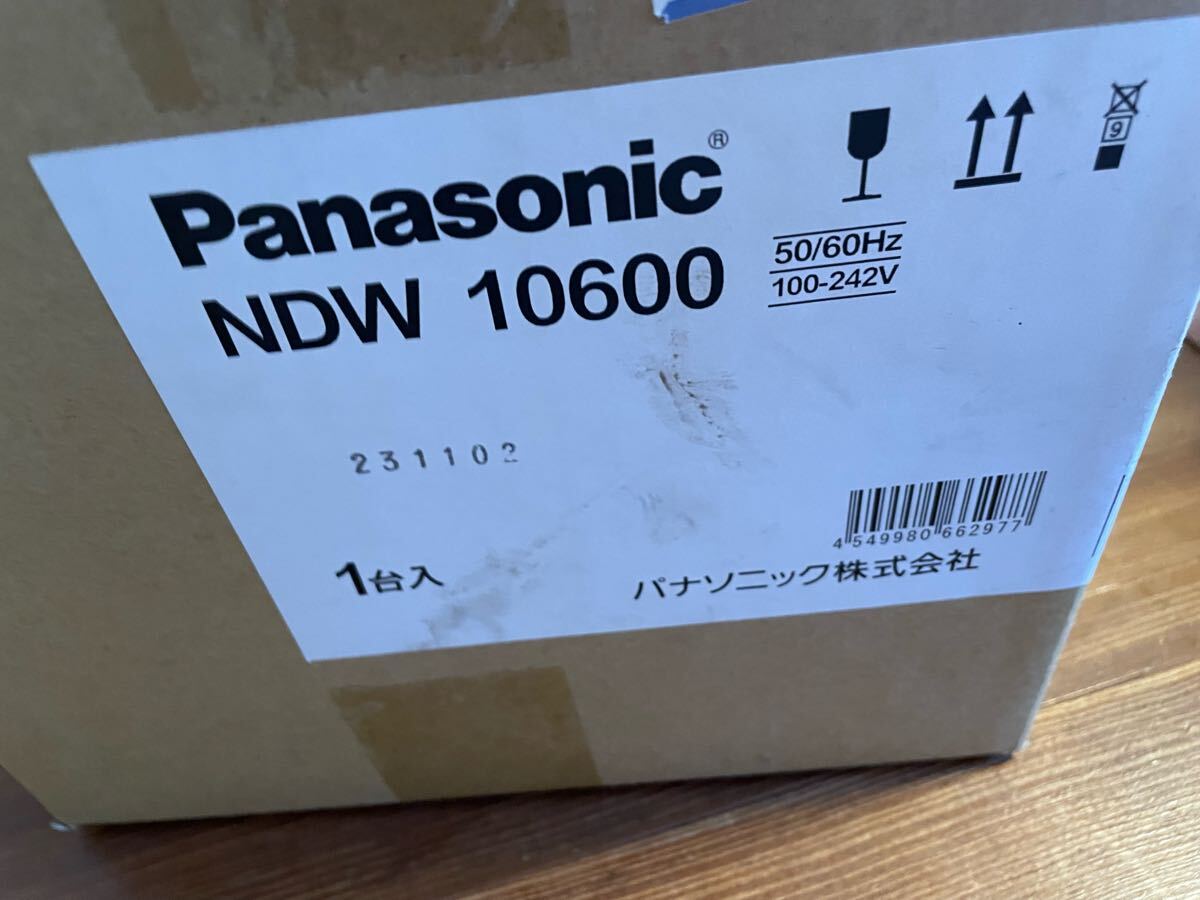 Panasonic®
NDW 10600
50/60Hz
100-242V
9
231102
4 549980 662977
1台入
パナソニック株式会社